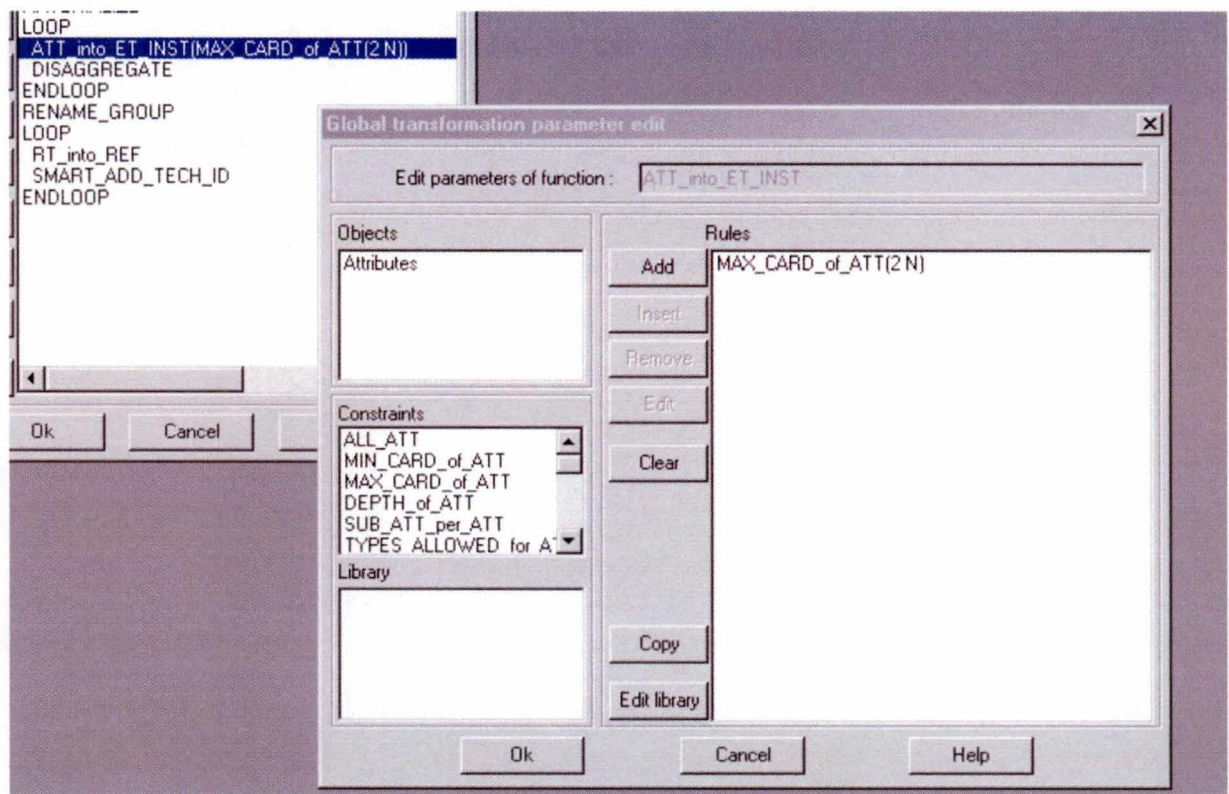 LOOP
ATT_into_ET_INST(MAX_CARD_of_ATT(2 N))
DISAGGREGATE
ENDLOOP
RENAME_GROUP
LOOP
RT_into_REF
SMART_ADD_TECH_ID
ENDLOOP
Ok
Cancel
Global transformation parameter edit
Edit parameters of function :
ATT_into_ET_INST
Objects
Attributes
Constraints
ALL_ATT
MIN_CARD_of_ATT
MAX_CARD_of_ATT
DEPTH_of_ATT
SUB_ATT_per_ATT
TYPES_ALLOWED_for_A
Library
Add
Insert
Remove
Edit
Clear
Copy
Edit library
Rules
MAX_CARD_of_ATT(2 N)
Ok
Cancel
Help